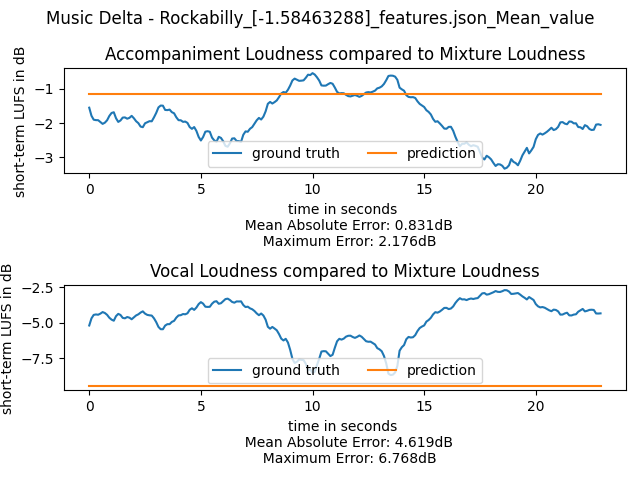 Music Delta - Rockabilly_[-1.58463288]_features.json_Mean_value
Accompaniment Loudness compared to Mixture Loudness
short-term LUFS in dB
−1
−2
−3
ground truth
prediction
0
5
10
15
20
time in seconds
Mean Absolute Error: 0.831dB
Maximum Error: 2.176dB
Vocal Loudness compared to Mixture Loudness
short-term LUFS in dB
−2.5
−5.0
−7.5
ground truth
prediction
0
5
10
15
20
time in seconds
Mean Absolute Error: 4.619dB
Maximum Error: 6.768dB